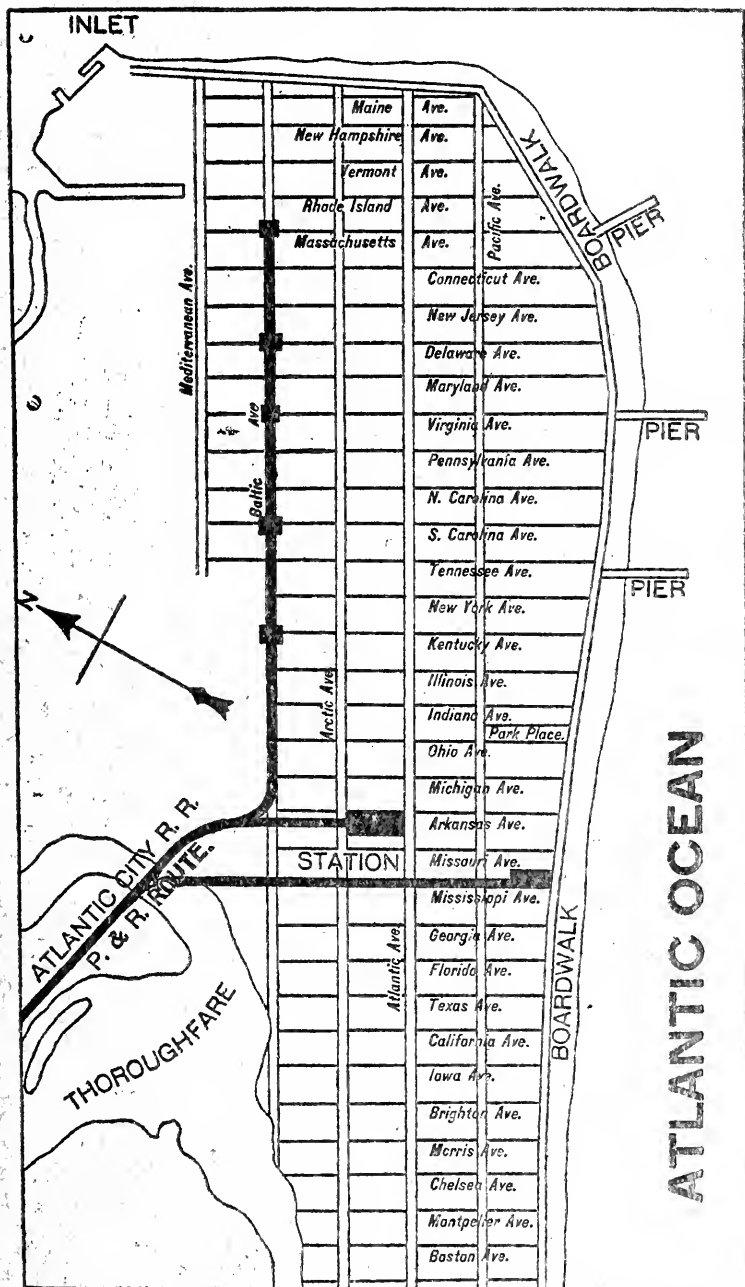 INLET
Maine Ave.
New Hampshire Ave.
Vermont Ave.
Rhode Island Ave.
Massachusetts Ave.
Pacific Ave.
BOARDWALK
PIER
Mediterranean Ave.
Connecticut Ave.
New Jersey Ave.
Delaware Ave.
Maryland Ave.
Virginia Ave.
PIER
Baltic Ave
Pennsylvania Ave.
N. Carolina Ave.
S. Carolina Ave.
Tennessee Ave.
PIER
N
New York Ave.
Kentucky Ave.
Illinois Ave.
Arctic Ave.
Indiana Ave.
Park Place.
Ohio Ave.
Michigan Ave.
Arkansas Ave.
STATION
Missouri Ave.
Mississippi Ave.
ATLANTIC CITY R. R.
P. & R. ROUTE.
Georgia Ave.
Atlantic Ave.
Florida Ave.
Texas Ave.
California Ave.
BOARDWALK
ATLANTIC OCEAN
THOROUGHFARE
Iowa Ave.
Brighton Ave.
Morris Ave.
Chelsea Ave.
Montpelier Ave.
Boston Ave.